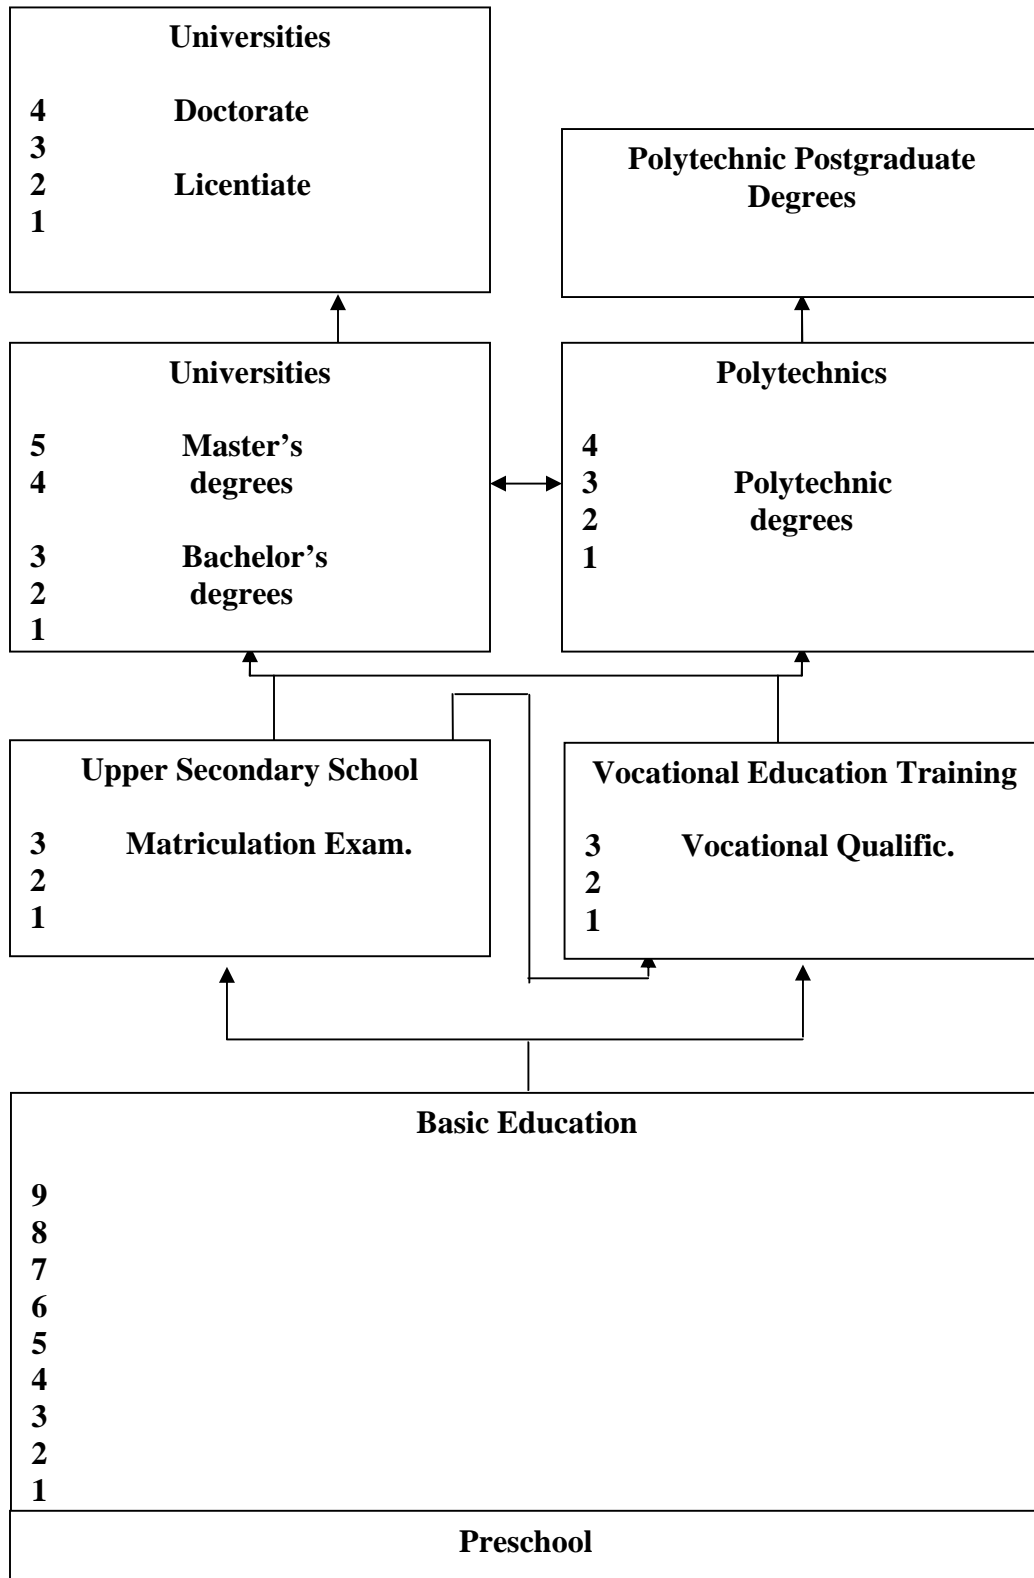 Universities
4 Doctorate
3
2 Licentiate
1
Polytechnic Postgraduate
Degrees
Universities
5 Master’s
4 degrees
3 Bachelor’s
2 degrees
1
Polytechnics
4
3 Polytechnic
2 degrees
1
Upper Secondary School
3 Matriculation Exam.
2
1
Vocational Education Training
3 Vocational Qualific.
2
1
Basic Education
9
8
7
6
5
4
3
2
1
Preschool